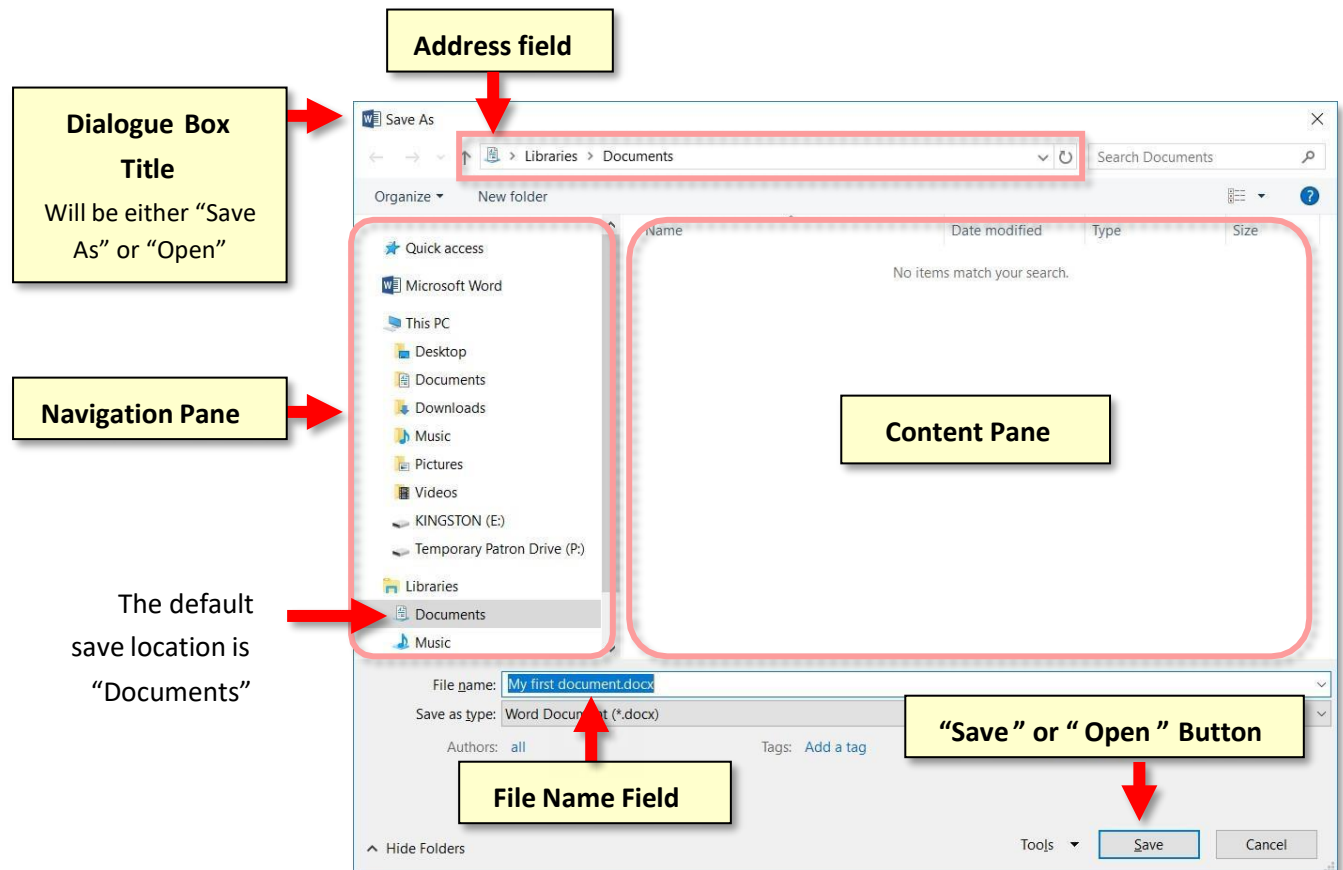 Address field
Dialogue Box
Title
Will be either “Save
As” or “Open”
Save As
> Libraries > Documents
Search Documents
Organize
New folder
Name
Date modified
Type
Size
No items match your search.
Quick access
Microsoft Word
This PC
Desktop
Documents
Downloads
Music
Pictures
Videos
KINGSTON (E:)
Temporary Patron Drive (P:)
Libraries
Documents
Music
Navigation Pane
Content Pane
The default
save location is
“Documents”
File name: My first document.docx
Save as type: Word Document (*.docx)
Authors: all
Tags: Add a tag
“Save” or “ Open ” Button
File Name Field
Hide Folders
Tools
Save
Cancel